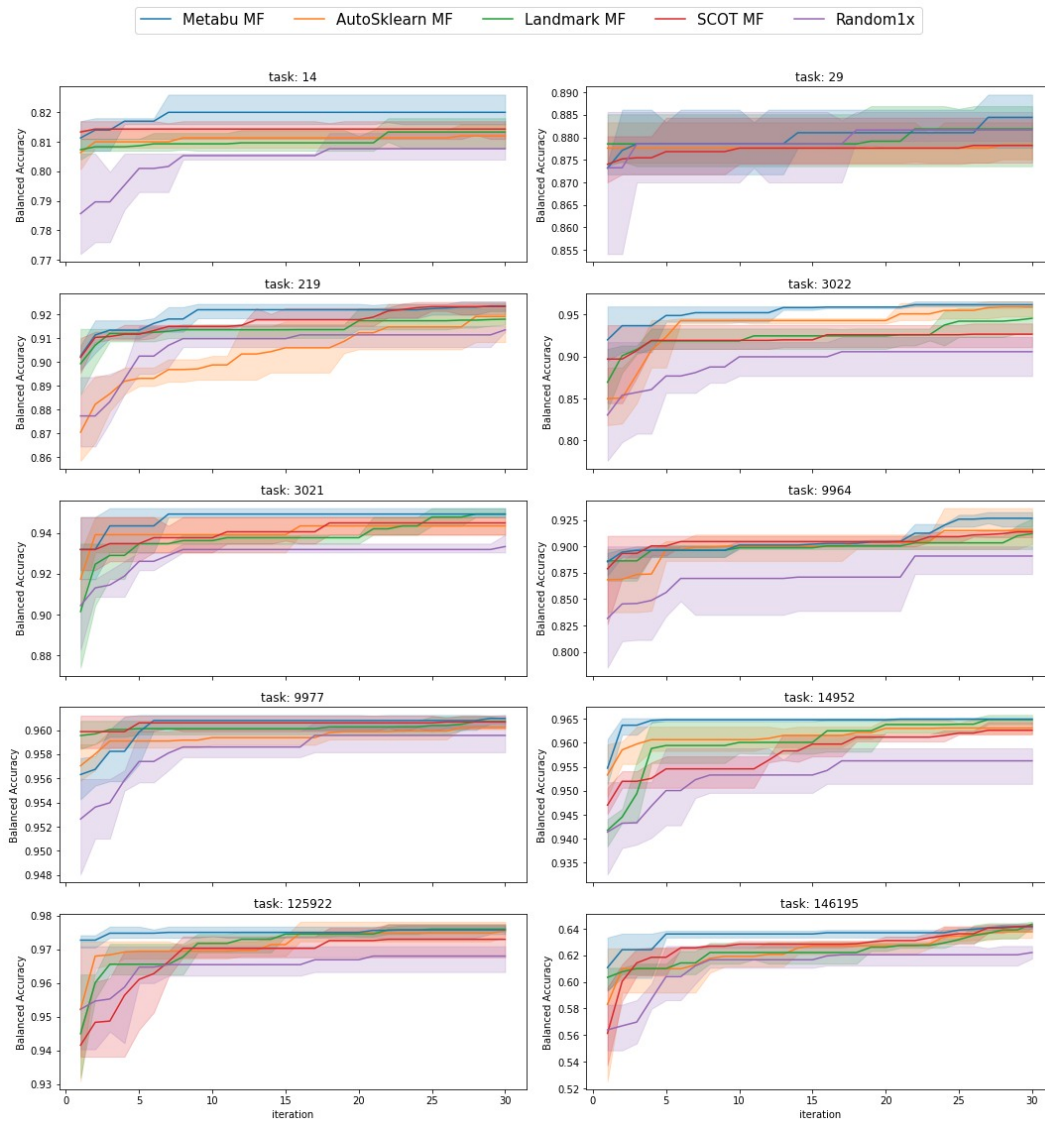 Metabu MF AutoSklearn MF Landmark MF SCOT MF Random1x
task: 14
Balanced Accuracy
0.82
0.81
0.80
0.79
0.78
0.77
task: 29
Balanced Accuracy
0.890
0.885
0.880
0.875
0.870
0.865
0.860
0.855
task: 219
Balanced Accuracy
0.92
0.91
0.90
0.89
0.88
0.87
0.86
task: 3022
Balanced Accuracy
0.95
0.90
0.85
0.80
task: 3021
Balanced Accuracy
0.94
0.92
0.90
0.88
task: 9964
Balanced Accuracy
0.925
0.900
0.875
0.850
0.825
0.800
task: 9977
Balanced Accuracy
0.960
0.958
0.956
0.954
0.952
0.950
0.948
task: 14952
Balanced Accuracy
0.965
0.960
0.955
0.950
0.945
0.940
0.935
task: 125922
Balanced Accuracy
0.98
0.97
0.96
0.95
0.94
0.93
0 5 10 15 20 25 30
iteration
task: 146195
Balanced Accuracy
0.64
0.62
0.60
0.58
0.56
0.54
0.52
0 5 10 15 20 25 30
iteration